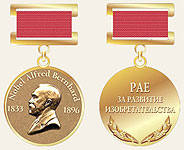 Nobel Alfred Bernhard
1833 1896
РАЕ
ЗА РАЗВИТИЕ
ИЗОБРЕТАТЕЛЬСТВА